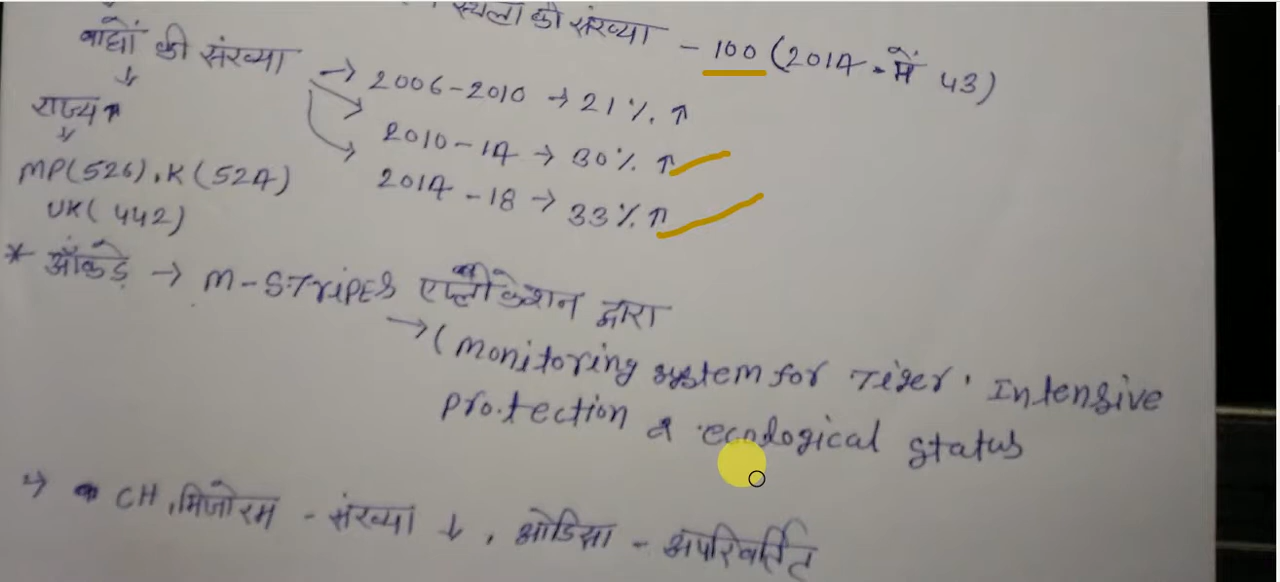 की संख्या - 100 (2014 में 43)
बाघों की संख्या → 2006-2010 → 21%. ↑
↓
राज्य
↓
2010-14 → 30%. ↑
MP(526), K(524)
2014-18 → 33%. ↑
UK(442)
* आँकड़े → M-STriPES एप्लीकेशन द्वारा
→ (monitoring system for Tiger. Intensive
protection & ecological status
→ CH, मिजोरम - संख्या ↓, ओडिसा - अपरिवर्तित